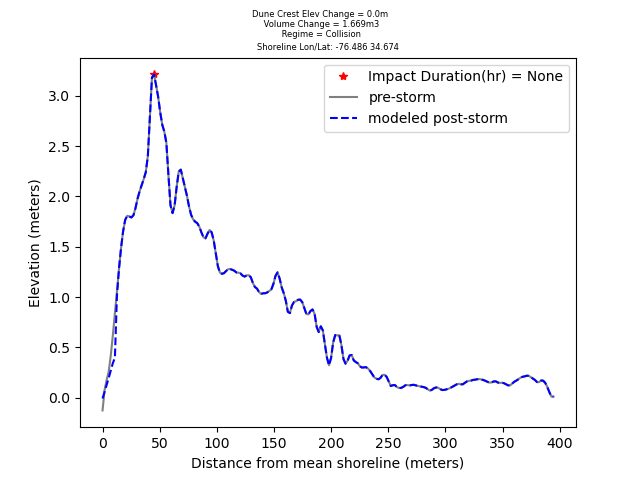 Dune Crest Elev Change = 0.0m
Volume Change = 1.669m3
Regime = Collision
Shoreline Lon/Lat: -76.486 34.674
Impact Duration(hr) = None
pre-storm
modeled post-storm
Elevation (meters)
3.0
2.5
2.0
1.5
1.0
0.5
0.0
0 50 100 150 200 250 300 350 400
Distance from mean shoreline (meters)